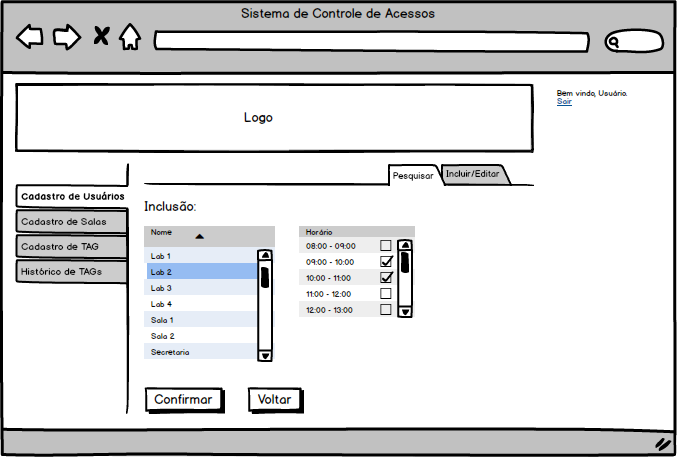 Sistema de Controle de Acessos
Bem vindo, Usuário.
Sair
Logo
Pesquisar
Incluir/Editar
Cadastro de Usuários
Cadastro de Salas
Cadastro de TAG
Histórico de TAGs
Inclusão:
Nome
Lab 1
Lab 2
Lab 3
Lab 4
Sala 1
Sala 2
Secretaria
Horário
08:00 - 09:00
09:00 - 10:00
10:00 - 11:00
11:00 - 12:00
12:00 - 13:00
Confirmar
Voltar